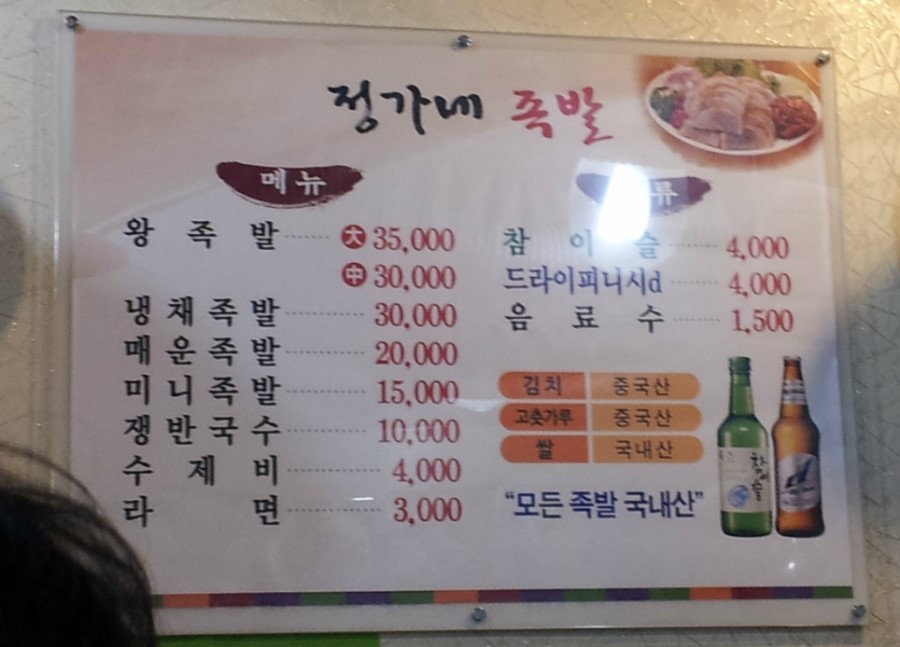 정가네 족발
메뉴
왕 족 발 ······ 大 35,000
中 30,000
냉채족발 ······ 30,000
매운족발 ······ 20,000
미니족발 ······ 15,000
쟁반국수 ······ 10,000
수 제 비 ······ 4,000
라 면 ······ 3,000
류
참 이 슬 ······ 4,000
드라이피니시d ······ 4,000
음 료 수 ······ 1,500
김치 중국산
고춧가루 중국산
쌀 국내산
“모든 족발 국내산”
참이슬